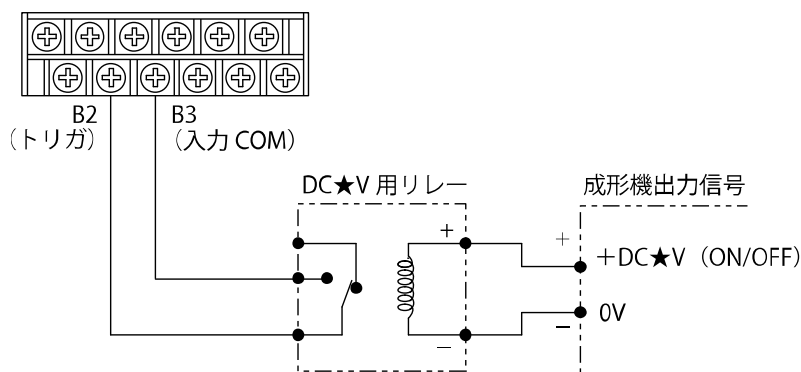 B2
（トリガ）
B3
（入力 COM）
DC★V 用リレー
成形機出力信号
+
+
＋DC★V（ON/OFF）
0V
−
−